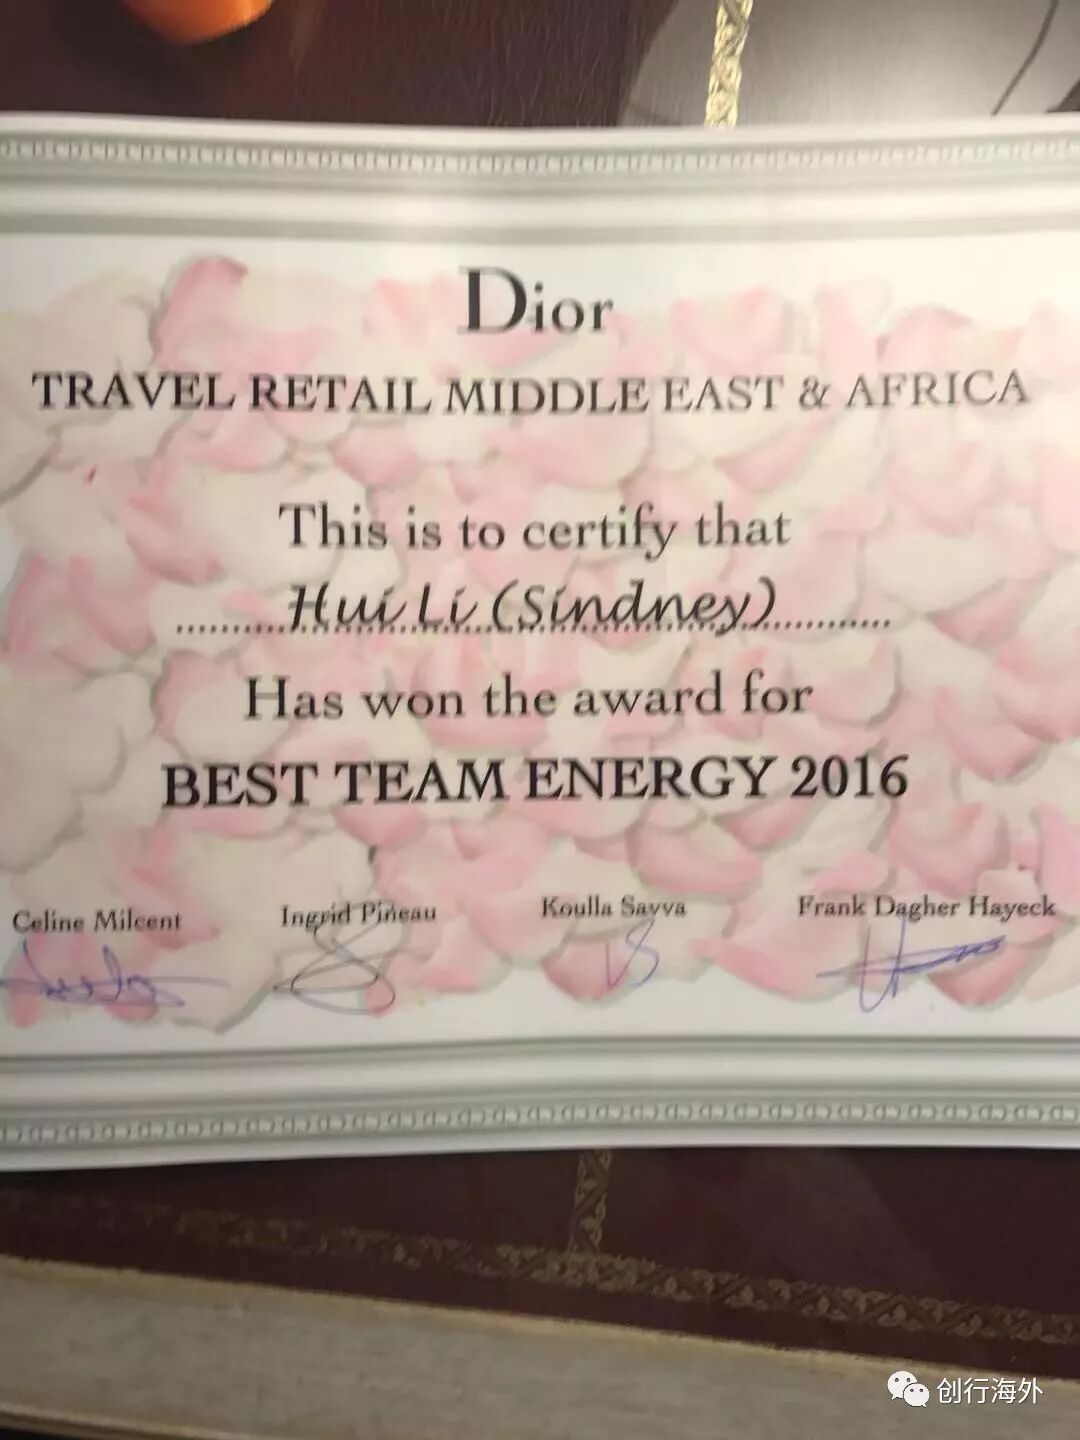 Dior
TRAVEL RETAIL MIDDLE EAST & AFRICA
This is to certify that
Hui Li (Sindney)
Has won the award for
BEST TEAM ENERGY 2016
Celine Milcent Ingrid Pineau Koulla Savva Frank Dagher Hayeck
创行海外